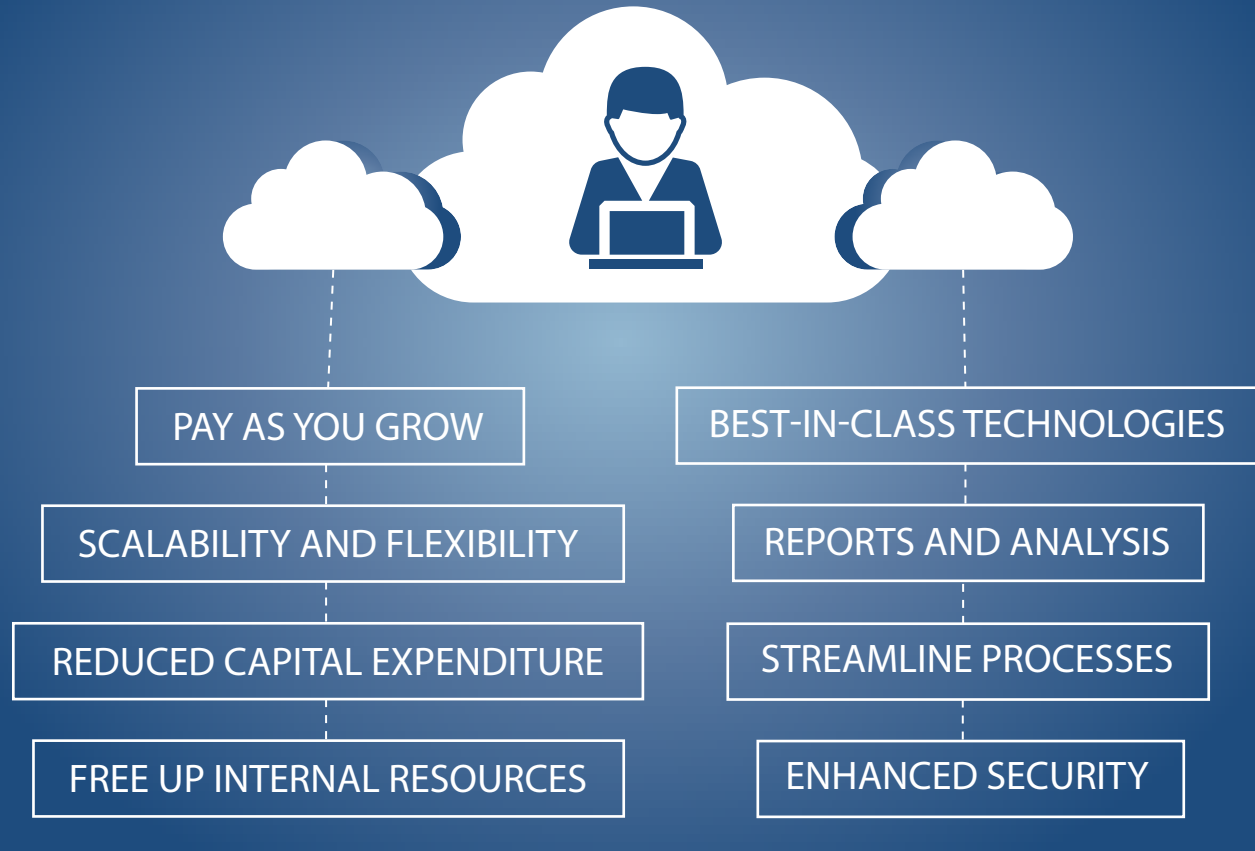 PAY AS YOU GROW
SCALABILITY AND FLEXIBILITY
REDUCED CAPITAL EXPENDITURE
FREE UP INTERNAL RESOURCES
BEST-IN-CLASS TECHNOLOGIES
REPORTS AND ANALYSIS
STREAMLINE PROCESSES
ENHANCED SECURITY